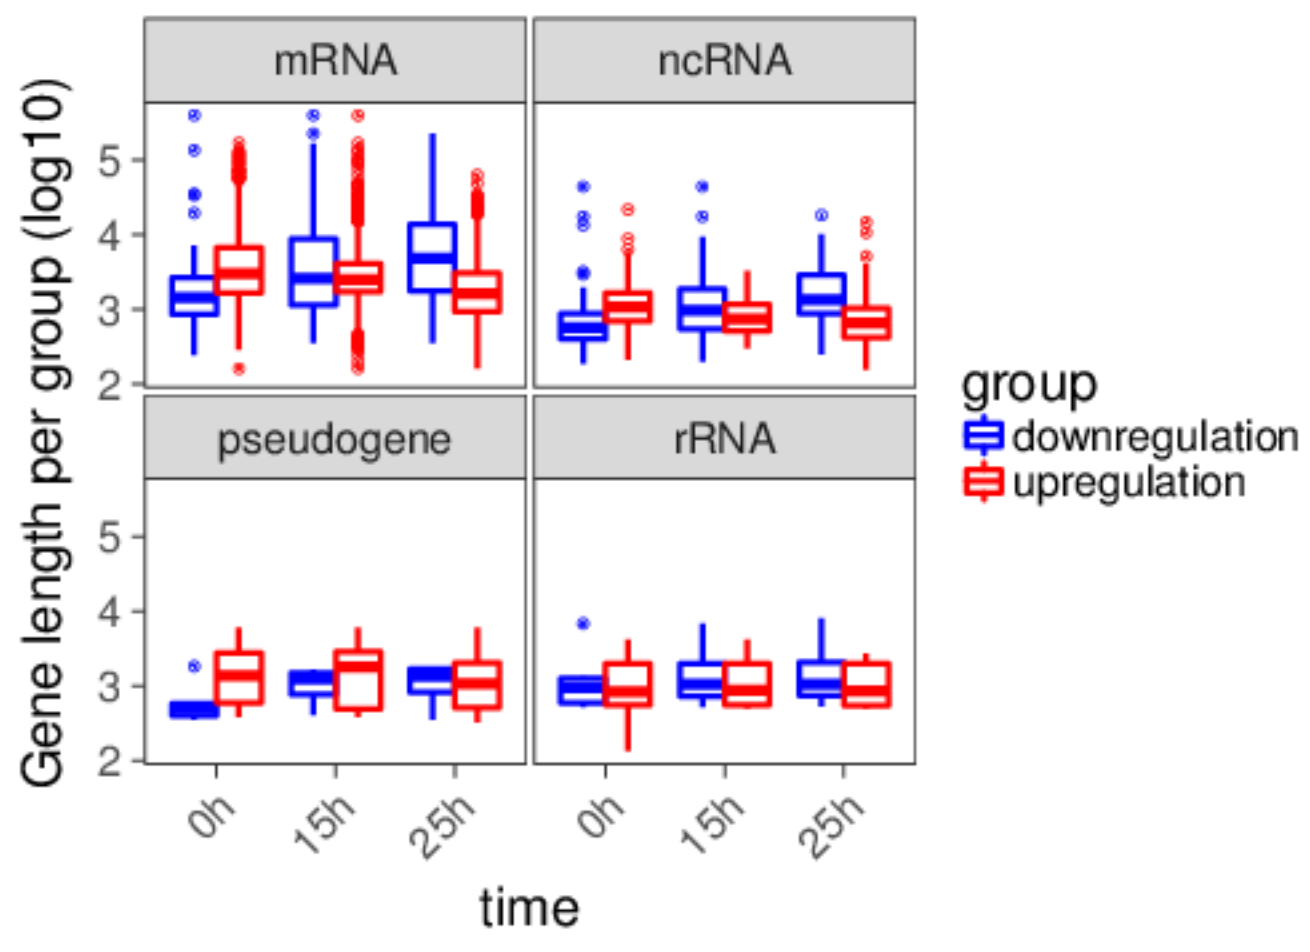 mRNA
ncRNA
5
4
3
2
pseudogene
rRNA
5
4
3
2
0h
15h
25h
0h
15h
25h
time
Gene length per group (log10)
group
downregulation
upregulation